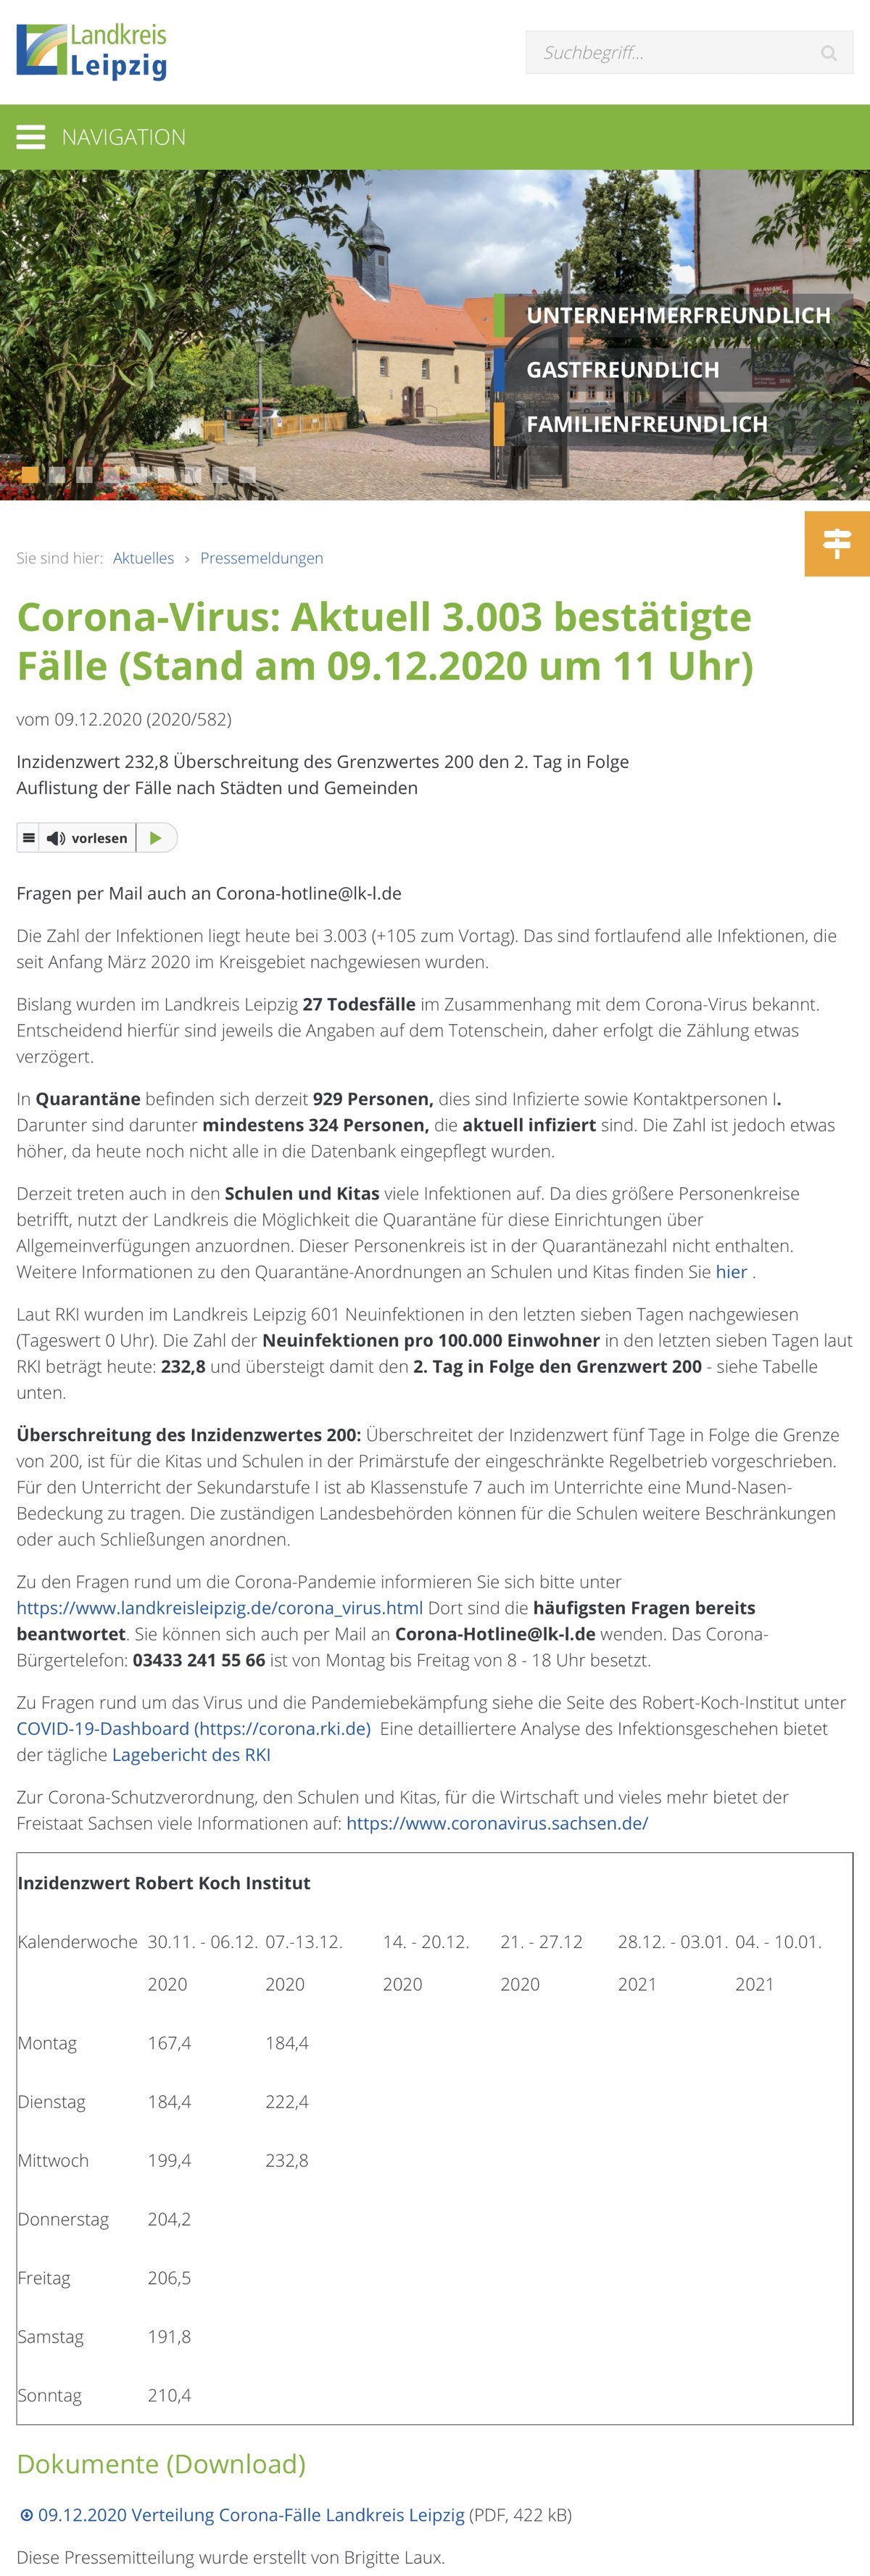 Landkreis
Leipzig
Suchbegriff...
NAVIGATION
UNTERNEHMERFREUNDLICH
GASTFREUNDLICH
FAMILIENFREUNDLICH
Sie sind hier: Aktuelles › Pressemeldungen
Corona-Virus: Aktuell 3.003 bestätigte
Fälle (Stand am 09.12.2020 um 11 Uhr)
vom 09.12.2020 (2020/582)
Inzidenzwert 232,8 Überschreitung des Grenzwertes 200 den 2. Tag in Folge
Auflistung der Fälle nach Städten und Gemeinden
vorlesen
Fragen per Mail auch an Corona-hotline@lk-l.de
Die Zahl der Infektionen liegt heute bei 3.003 (+105 zum Vortag). Das sind fortlaufend alle Infektionen, die
seit Anfang März 2020 im Kreisgebiet nachgewiesen wurden.
Bislang wurden im Landkreis Leipzig 27 Todesfälle im Zusammenhang mit dem Corona-Virus bekannt.
Entscheidend hierfür sind jeweils die Angaben auf dem Totenschein, daher erfolgt die Zählung etwas
verzögert.
In Quarantäne befinden sich derzeit 929 Personen, dies sind Infizierte sowie Kontaktpersonen I.
Darunter sind darunter mindestens 324 Personen, die aktuell infiziert sind. Die Zahl ist jedoch etwas
höher, da heute noch nicht alle in die Datenbank eingepflegt wurden.
Derzeit treten auch in den Schulen und Kitas viele Infektionen auf. Da dies größere Personenkreise
betrifft, nutzt der Landkreis die Möglichkeit die Quarantäne für diese Einrichtungen über
Allgemeinverfügungen anzuordnen. Dieser Personenkreis ist in der Quarantänezahl nicht enthalten.
Weitere Informationen zu den Quarantäne-Anordnungen an Schulen und Kitas finden Sie hier .
Laut RKI wurden im Landkreis Leipzig 601 Neuinfektionen in den letzten sieben Tagen nachgewiesen
(Tageswert 0 Uhr). Die Zahl der Neuinfektionen pro 100.000 Einwohner in den letzten sieben Tagen laut
RKI beträgt heute: 232,8 und übersteigt damit den 2. Tag in Folge den Grenzwert 200 - siehe Tabelle
unten.
Überschreitung des Inzidenzwertes 200: Überschreitet der Inzidenzwert fünf Tage in Folge die Grenze
von 200, ist für die Kitas und Schulen in der Primärstufe der eingeschränkte Regelbetrieb vorgeschrieben.
Für den Unterricht der Sekundarstufe I ist ab Klassenstufe 7 auch im Unterrichte eine Mund-Nasen-
Bedeckung zu tragen. Die zuständigen Landesbehörden können für die Schulen weitere Beschränkungen
oder auch Schließungen anordnen.
Zu den Fragen rund um die Corona-Pandemie informieren Sie sich bitte unter
https://www.landkreisleipzig.de/corona_virus.html Dort sind die häufigsten Fragen bereits
beantwortet. Sie können sich auch per Mail an Corona-Hotline@lk-l.de wenden. Das Corona-
Bürgertelefon: 03433 241 55 66 ist von Montag bis Freitag von 8 - 18 Uhr besetzt.
Zu Fragen rund um das Virus und die Pandemiebekämpfung siehe die Seite des Robert-Koch-Institut unter
COVID-19-Dashboard (https://corona.rki.de) Eine detailliertere Analyse des Infektionsgeschehen bietet
der tägliche Lagebericht des RKI
Zur Corona-Schutzverordnung, den Schulen und Kitas, für die Wirtschaft und vieles mehr bietet der
Freistaat Sachsen viele Informationen auf: https://www.coronavirus.sachsen.de/
Inzidenzwert Robert Koch Institut
Kalenderwoche 30.11. - 06.12. 07.-13.12. 14. - 20.12. 21. - 27.12 28.12. - 03.01. 04. - 10.01.
2020 2020 2020 2020 2021 2021
Montag 167,4 184,4
Dienstag 184,4 222,4
Mittwoch 199,4 232,8
Donnerstag 204,2
Freitag 206,5
Samstag 191,8
Sonntag 210,4
Dokumente (Download)
09.12.2020 Verteilung Corona-Fälle Landkreis Leipzig (PDF, 422 kB)
Diese Pressemitteilung wurde erstellt von Brigitte Laux.